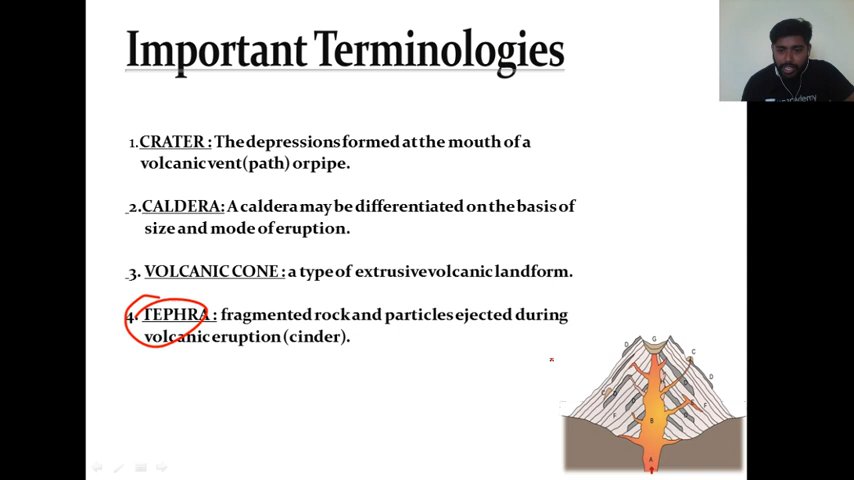 Important Terminologies
1.CRATER : The depressions formed at the mouth of a
volcanic vent(path) or pipe.
2.CALDERA: A caldera may be differentiated on the basis of
size and mode of eruption.
3. VOLCANIC CONE : a type of extrusive volcanic landform.
4. TEPHRA : fragmented rock and particles ejected during
volcanic eruption (cinder).
D
G
C
D
F
B
E
F
A